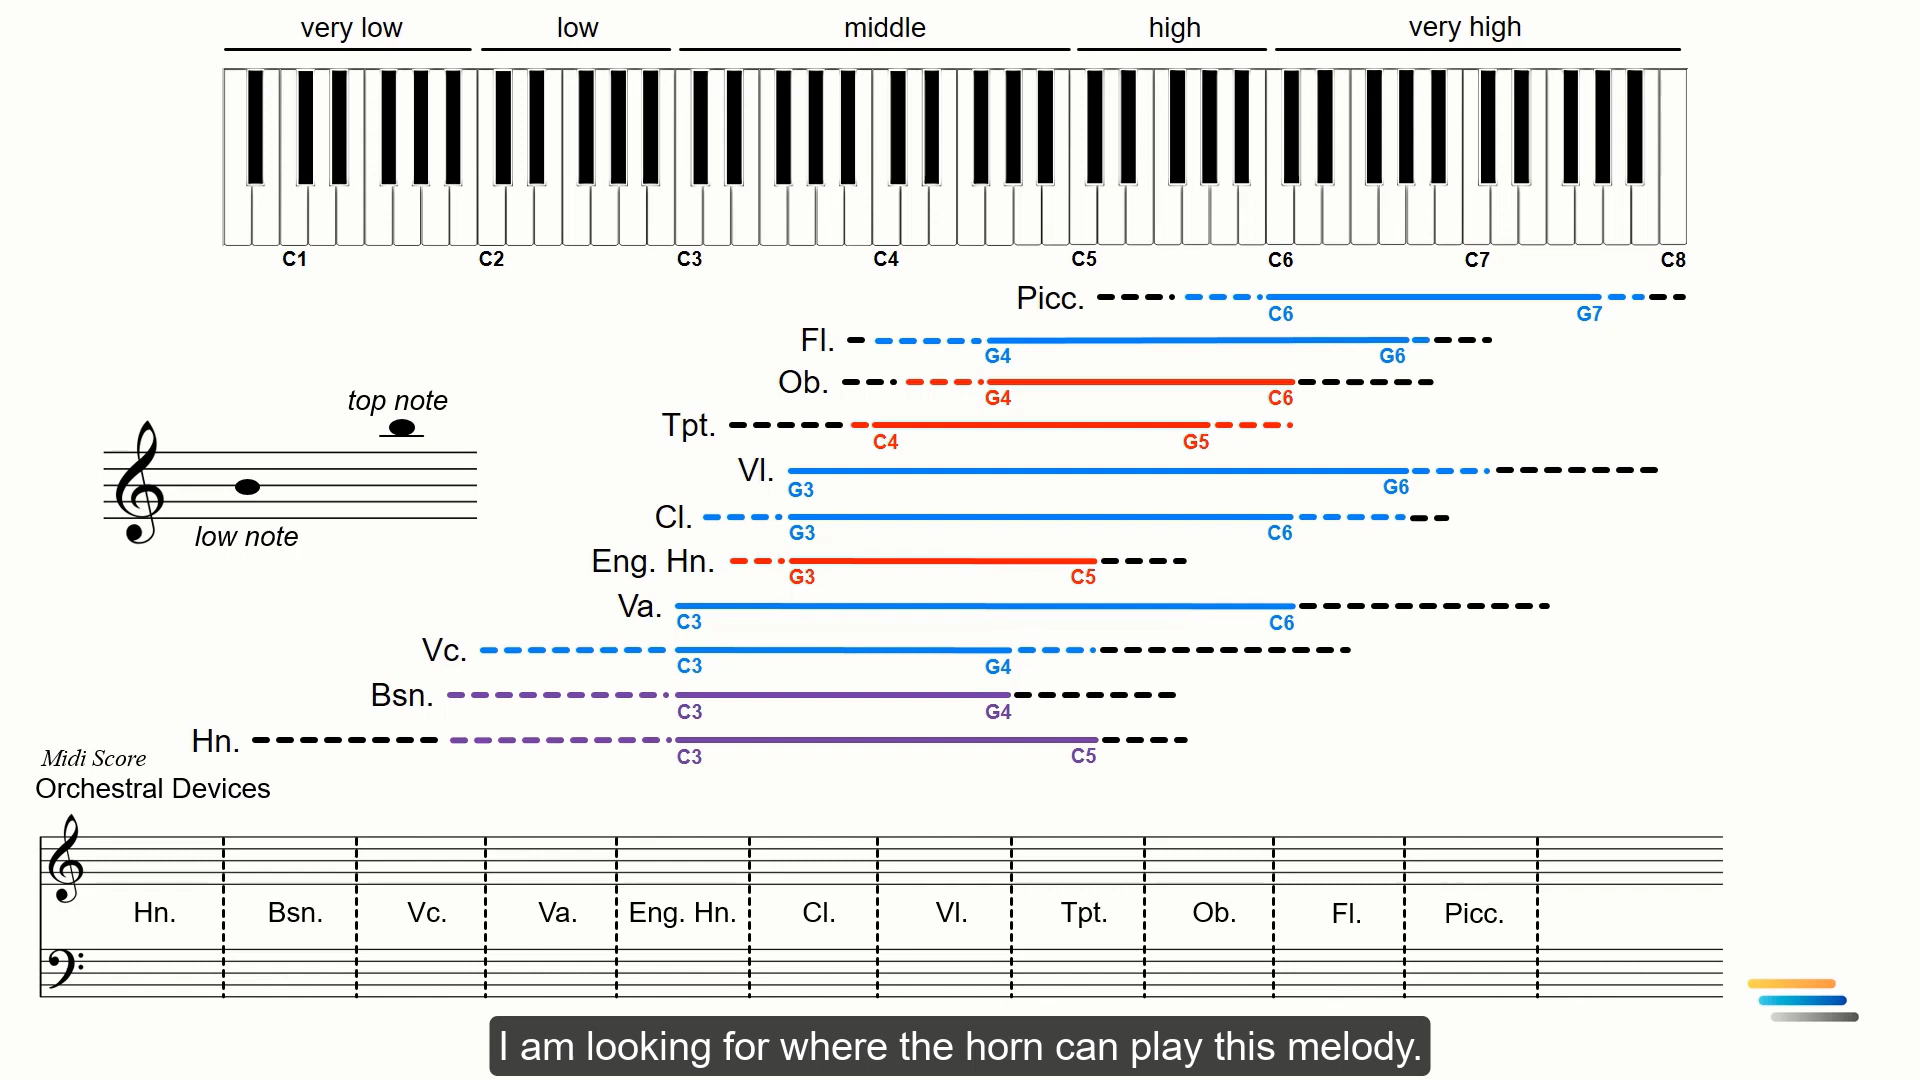 very low low middle high very high
C1 C2 C3 C4 C5 C6 C7 C8
Picc.
C6 G7
Fl.
G4 G6
Ob.
G4 C6
top note
Tpt.
C4 G5
Vl.
G3 G6
low note
Cl.
G3 C6
Eng. Hn.
G3 C5
Va.
C3 C6
Vc.
C3 G4
Bsn.
C3 G4
Hn.
C3 C5
Midi Score
Orchestral Devices
Hn. Bsn. Vc. Va. Eng. Hn. Cl. Vl. Tpt. Ob. Fl. Picc.
I am looking for where the horn can play this melody.